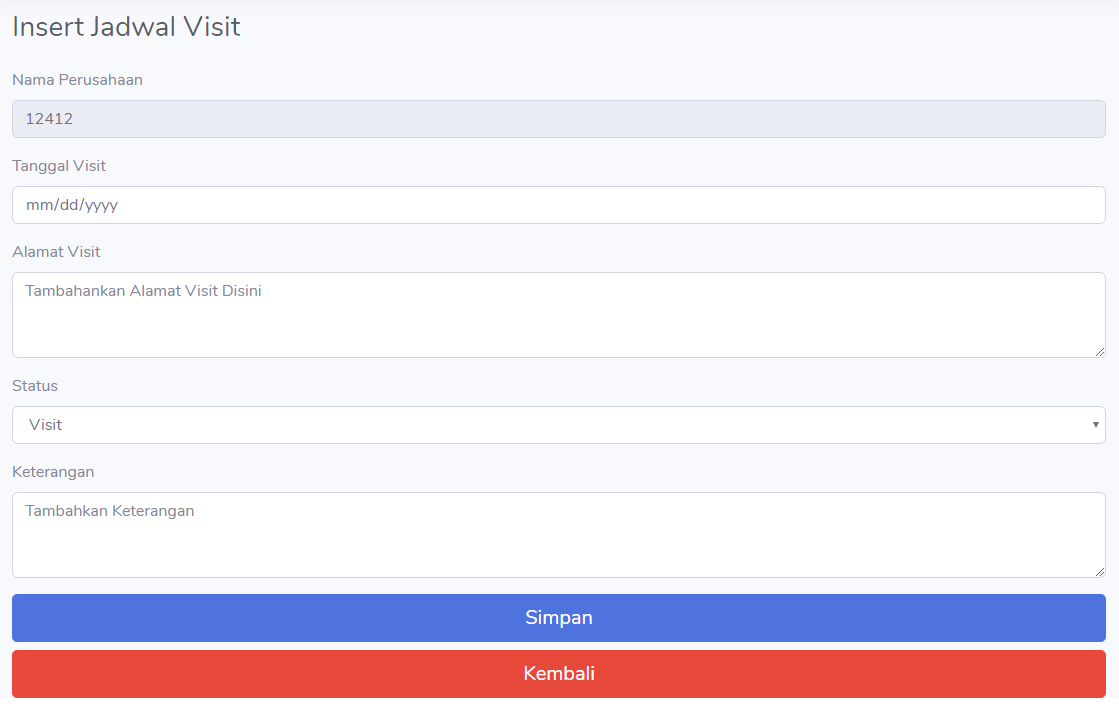 Insert Jadwal Visit
Nama Perusahaan
12412
Tanggal Visit
mm/dd/yyyy
Alamat Visit
Tambahankan Alamat Visit Disini
Status
Visit
Keterangan
Tambahkan Keterangan
Simpan
Kembali